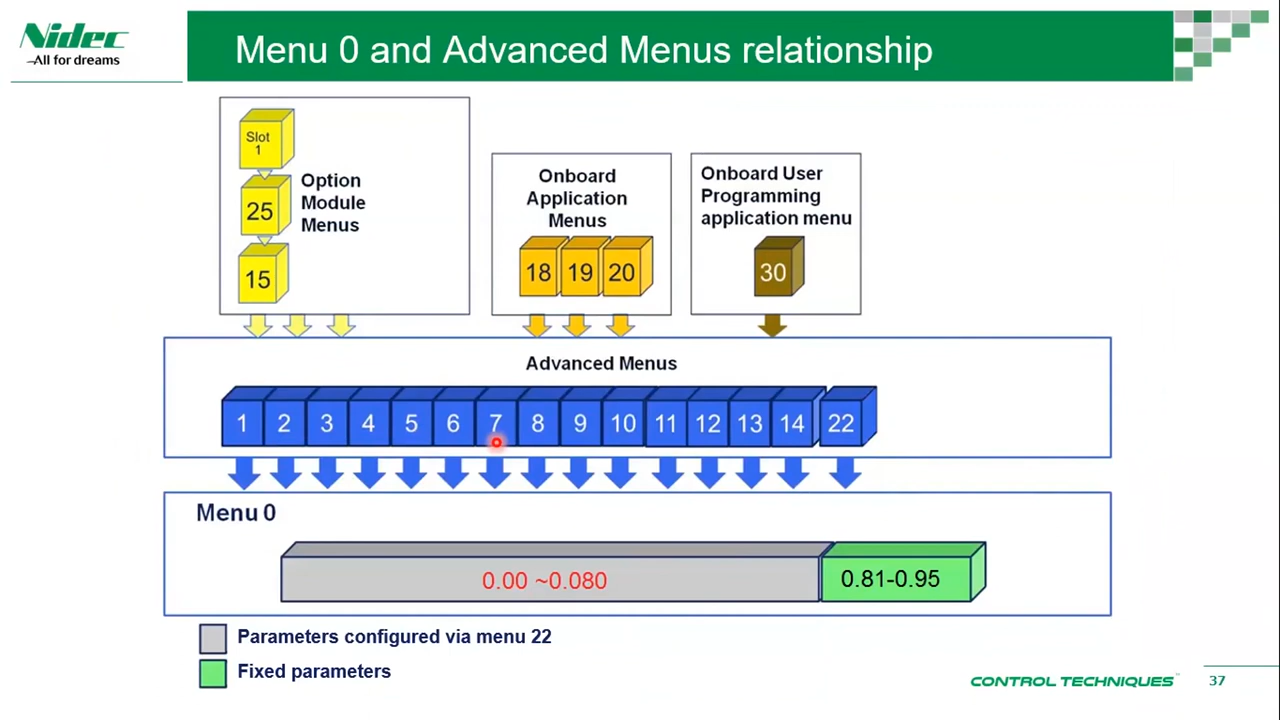 Nidec
All for dreams
Menu 0 and Advanced Menus relationship
Slot
1
25
15
Option
Module
Menus
Onboard
Application
Menus
18 19 20
Onboard User
Programming
application menu
30
Advanced Menus
1 2 3 4 5 6 7 8 9 10 11 12 13 14 22
Menu 0
0.00 ~0.080
0.81-0.95
Parameters configured via menu 22
Fixed parameters
CONTROL TECHNIQUES™
37